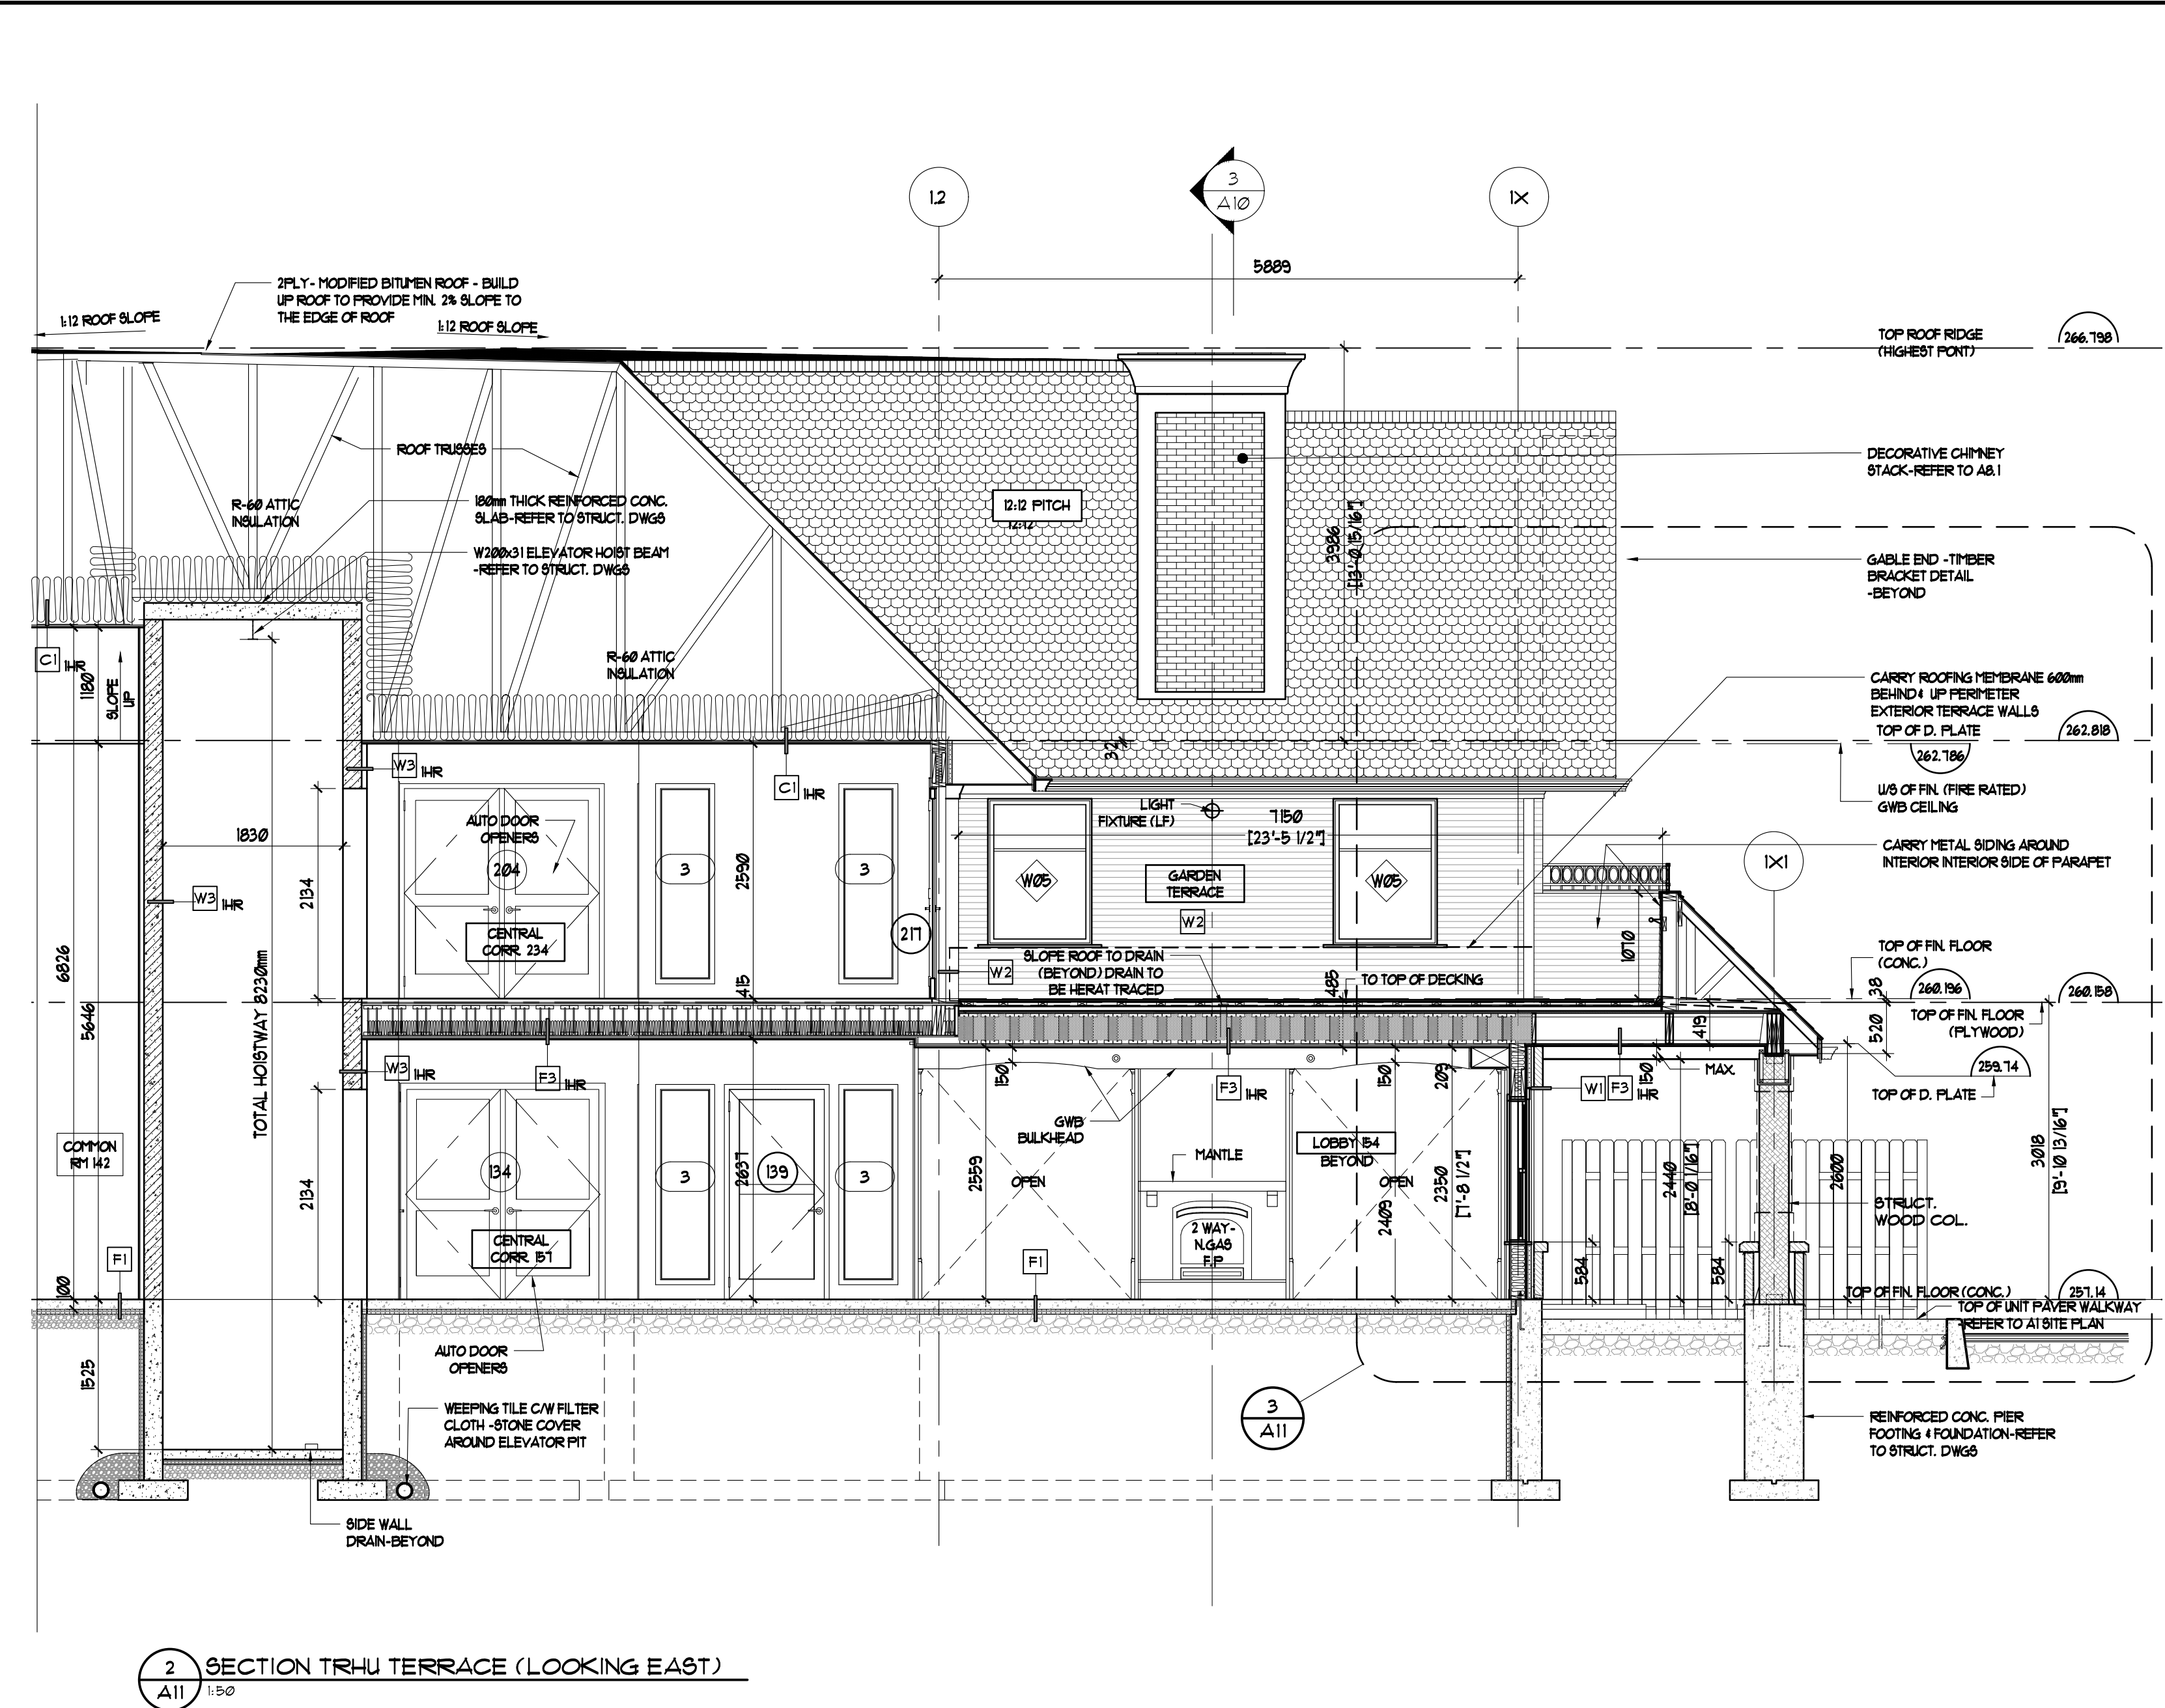 1.2
3
A10
1X
5889
2PLY- MODIFIED BITUMEN ROOF - BUILD
UP ROOF TO PROVIDE MIN. 2% SLOPE TO
THE EDGE OF ROOF
1:12 ROOF SLOPE
1:12 ROOF SLOPE
TOP ROOF RIDGE
(HIGHEST PONT)
266.798
ROOF TRUSSES
DECORATIVE CHIMNEY
STACK-REFER TO A8.1
R-60 ATTIC
INSULATION
180mm THICK REINFORCED CONC.
SLAB-REFER TO STRUCT. DWGS
12:12 PITCH
12:12
3986
[13'-0 15/16"]
W200x31 ELEVATOR HOIST BEAM
-REFER TO STRUCT. DWGS
GABLE END -TIMBER
BRACKET DETAIL
-BEYOND
R-60 ATTIC
INSULATION
C1
1HR
1180
SLOPE
UP
CARRY ROOFING MEMBRANE 600mm
BEHIND & UP PERIMETER
EXTERIOR TERRACE WALLS
TOP OF D. PLATE
262.818
262.786
32
W3
1HR
C1
1HR
U/S OF FIN. (FIRE RATED)
GWB CEILING
LIGHT
FIXTURE (LF)
7150
[23'-5 1/2"]
AUTO DOOR
OPENERS
1830
204
3
2590
3
W05
GARDEN
TERRACE
W05
1X1
CARRY METAL SIDING AROUND
INTERIOR INTERIOR SIDE OF PARAPET
W3
1HR
2134
CENTRAL
CORR. 234
217
W2
1070
6826
5646
TOTAL HOISTWAY 8230mm
415
W2
SLOPE ROOF TO DRAIN
(BEYOND) DRAIN TO
BE HERAT TRACED
485
TO TOP OF DECKING
TOP OF FIN. FLOOR
(CONC.)
38
260.196
260.158
TOP OF FIN. FLOOR
(PLYWOOD)
520
419
W3
1HR
F3
1HR
150
F3
1HR
150
209
W1
F3
1HR
150
MAX.
259.74
TOP OF D. PLATE
COMMON
RM 142
2134
134
3
2637
139
3
GWB
BULKHEAD
2559
OPEN
MANTLE
LOBBY 154
BEYOND
OPEN
2409
2350
[7'-8 1/2"]
2440
[8'-0 1/16"]
2600
3018
[9'-10 13/16"]
STRUCT.
WOOD COL.
2 WAY-
N.GAS
F.P
CENTRAL
CORR. 157
F1
F1
100
584
584
TOP OF FIN. FLOOR (CONC.)
257.14
TOP OF UNIT PAVER WALKWAY
-REFER TO A1 SITE PLAN
1525
AUTO DOOR
OPENERS
WEEPING TILE C/W FILTER
CLOTH -STONE COVER
AROUND ELEVATOR PIT
3
A11
REINFORCED CONC. PIER
FOOTING & FOUNDATION-REFER
TO STRUCT. DWGS
SIDE WALL
DRAIN-BEYOND
2
A11
SECTION TRHU TERRACE (LOOKING EAST)
1:50